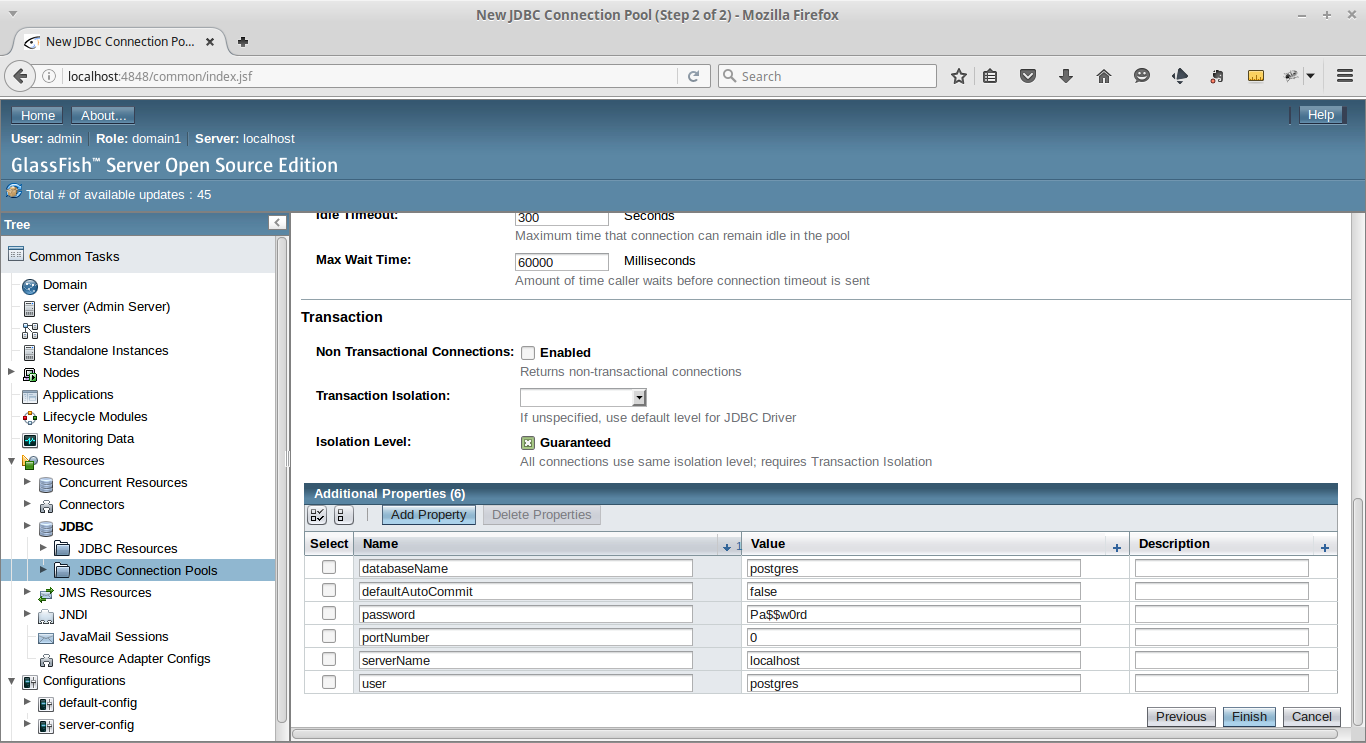 New JDBC Connection Pool (Step 2 of 2) - Mozilla Firefox
New JDBC Connection Po...
localhost:4848/common/index.jsf
Search
Home
About...
Help
User: admin
Role: domain1
Server: localhost
GlassFish™ Server Open Source Edition
Total # of available updates : 45
Tree
Common Tasks
Domain
server (Admin Server)
Clusters
Standalone Instances
Nodes
Applications
Lifecycle Modules
Monitoring Data
Resources
Concurrent Resources
Connectors
JDBC
JDBC Resources
JDBC Connection Pools
JMS Resources
JNDI
JavaMail Sessions
Resource Adapter Configs
Configurations
default-config
server-config
Idle Timeout: 300 Seconds
Maximum time that connection can remain idle in the pool
Max Wait Time: 60000 Milliseconds
Amount of time caller waits before connection timeout is sent
Transaction
Non Transactional Connections: Enabled
Returns non-transactional connections
Transaction Isolation:
If unspecified, use default level for JDBC Driver
Isolation Level: Guaranteed
All connections use same isolation level; requires Transaction Isolation
Additional Properties (6)
Add Property Delete Properties
Select Name 1 Value Description
databaseName postgres
defaultAutoCommit false
password Pa$$w0rd
portNumber 0
serverName localhost
user postgres
Previous Finish Cancel